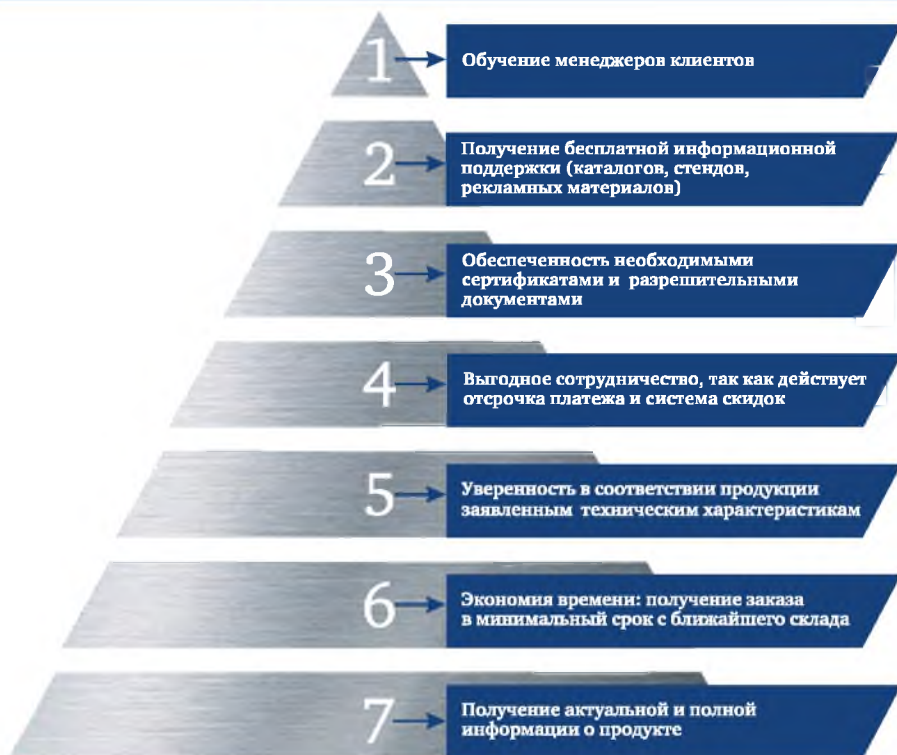 1
Обучение менеджеров клиентов
2
Получение бесплатной информационной
поддержки (каталогов, стендов,
рекламных материалов)
3
Обеспеченность необходимыми
сертификатами и разрешительными
документами
4
Выгодное сотрудничество, так как действует
отсрочка платежа и система скидок
5
Уверенность в соответствии продукции
заявленным техническим характеристикам
6
Экономия времени: получение заказа
в минимальный срок с ближайшего склада
7
Получение актуальной и полной
информации о продукте